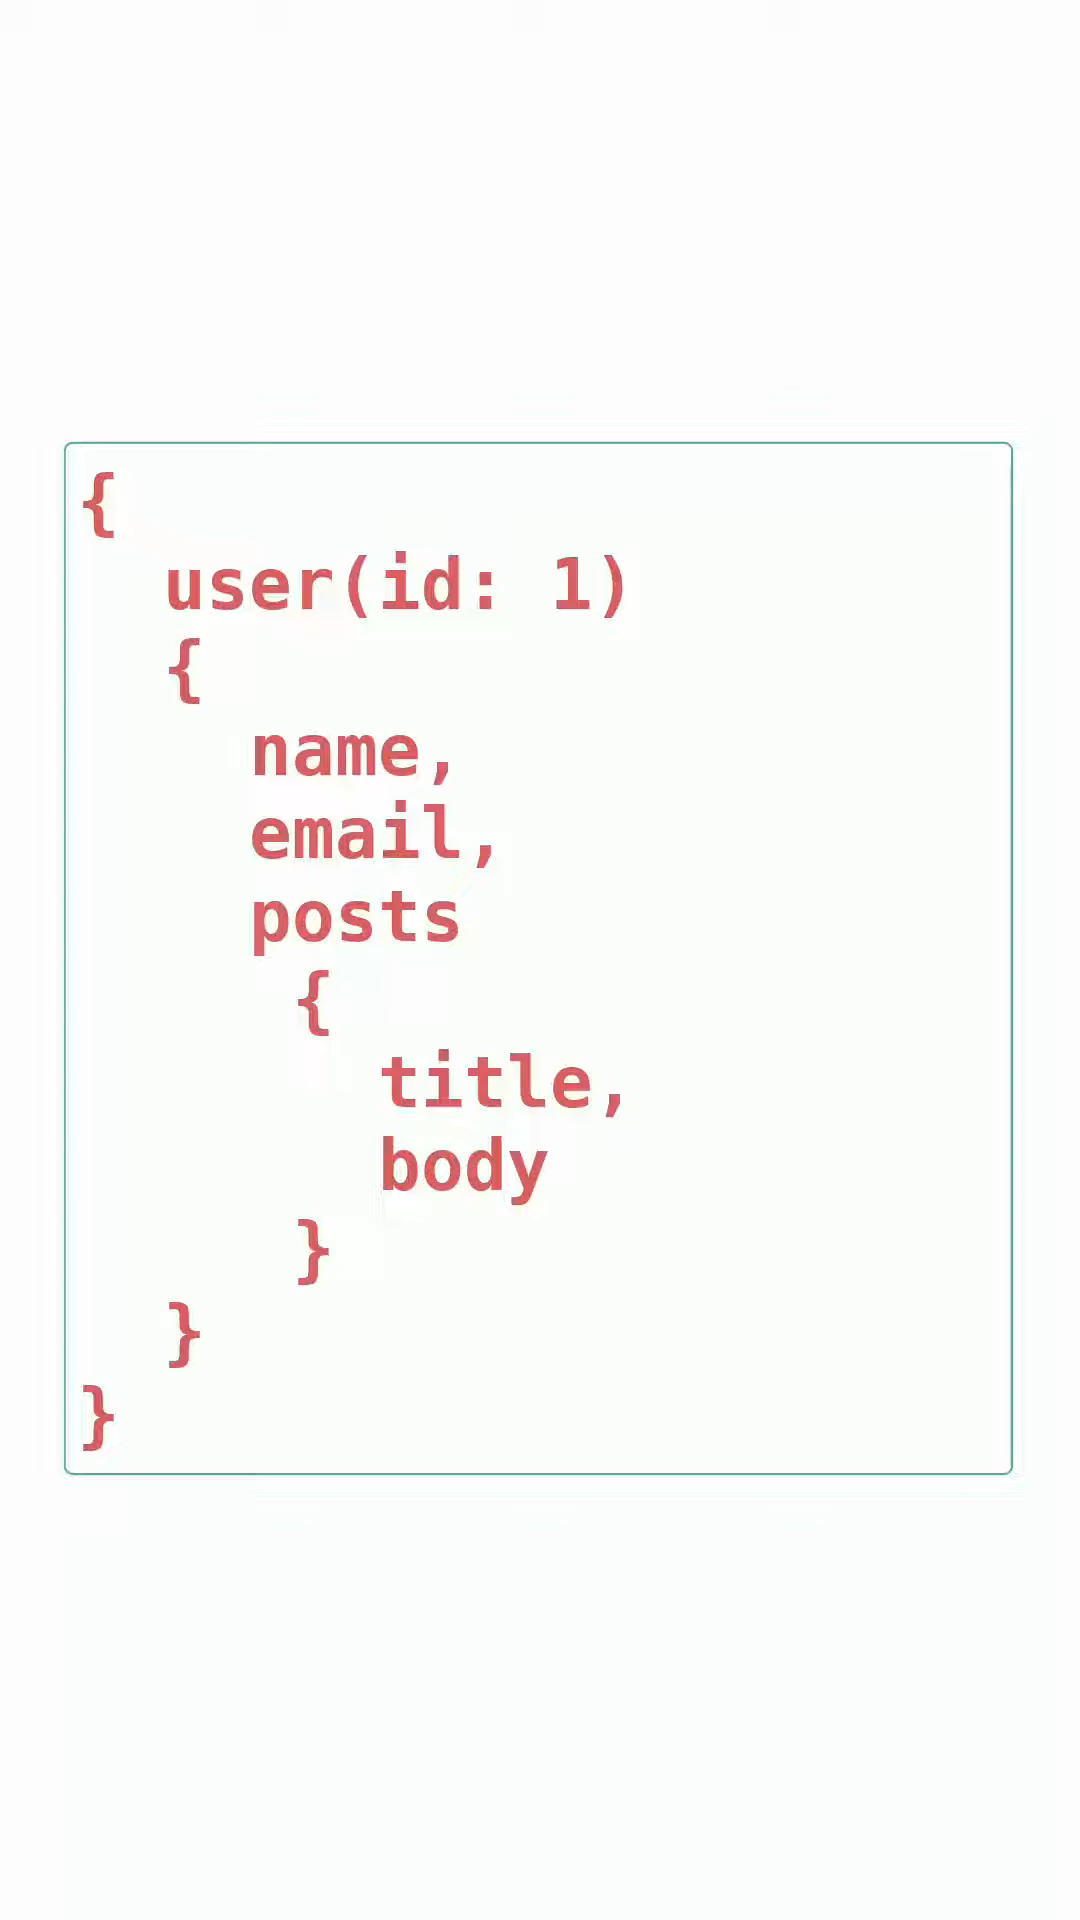 {
  user(id: 1)
  {
    name,
    email,
    posts
     {
       title,
       body
     }
  }
}